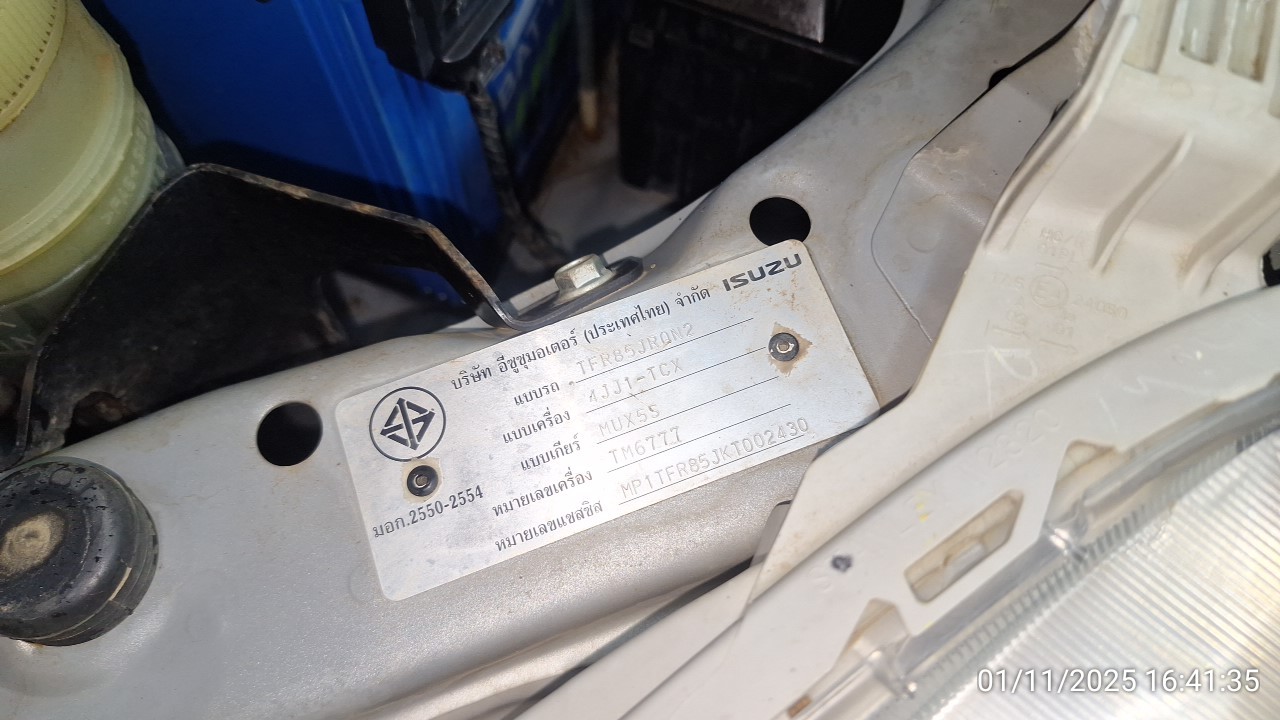 บริษัท อีซูซุมอเตอร์ (ประเทศไทย) จำกัด ISUZU
แบบรถ TFR85JRQN2
แบบเครื่อง 4JJ1-TCX
แบบเกียร์ MUX5S
หมายเลขเครื่อง TM6777
หมายเลขแชสซิส MP1TFR85JKT002430
มอก.2550-2554
01/11/2025 16:41:35